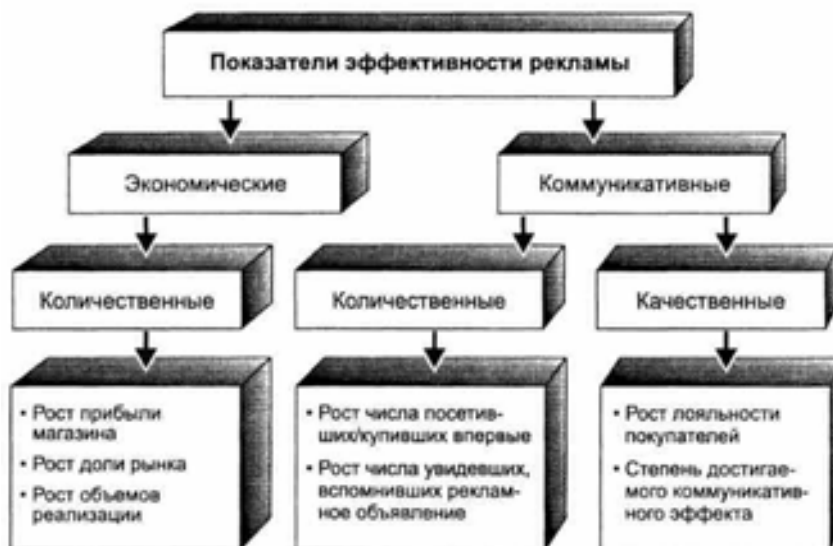 Показатели эффективности рекламы
Экономические
Коммуникативные
Количественные
Количественные
Качественные
• Рост прибыли
магазина
• Рост доли рынка
• Рост объемов
реализации
• Рост числа посетив-
ших/купивших впервые
• Рост числа увидевших,
вспомнивших реклам-
ное объявление
• Рост лояльности
покупателей
• Степень достигае-
мого коммуникатив-
ного эффекта